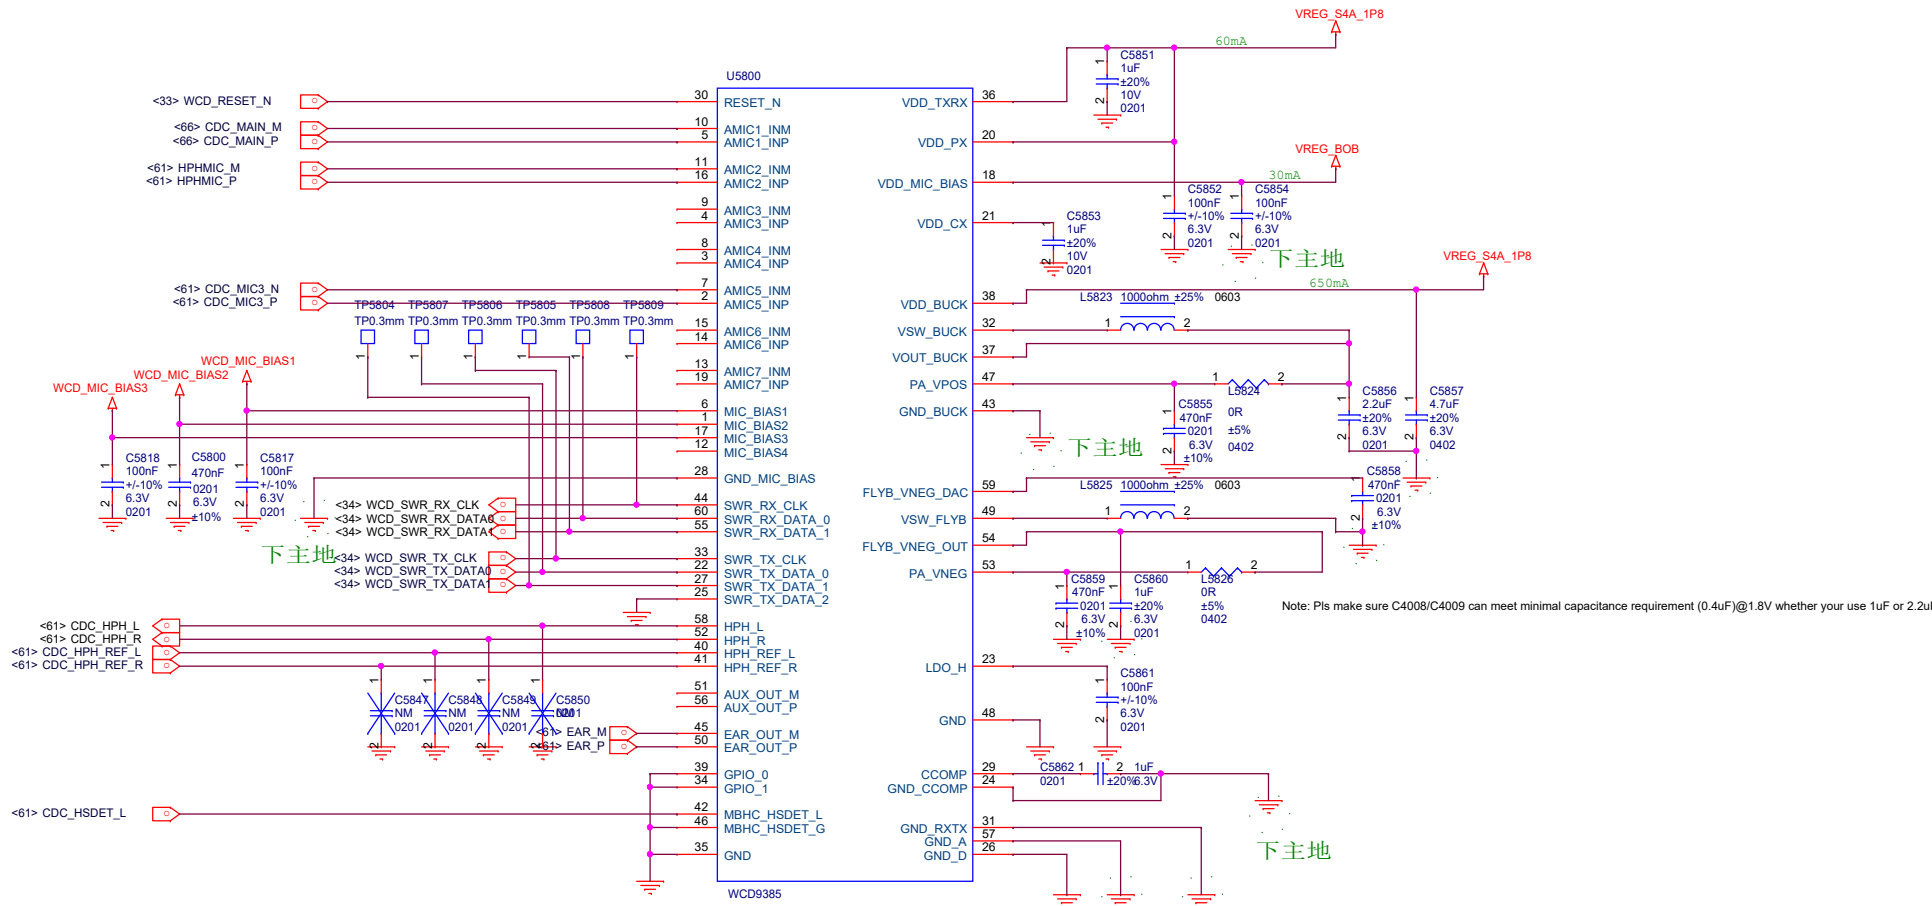 VREG_S4A_1P8
60mA
C5851
1uF
±20%
10V
0201
U5800
<33> WCD_RESET_N
30
RESET_N
VDD_TXRX
36
<66> CDC_MAIN_M
10
AMIC1_INM
<66> CDC_MAIN_P
5
AMIC1_INP
VDD_PX
20
<61> HPHMIC_M
11
AMIC2_INM
<61> HPHMIC_P
16
AMIC2_INP
VDD_MIC_BIAS
18
VREG_BOB
30mA
9
AMIC3_INM
4
AMIC3_INP
VDD_CX
21
C5853
1uF
±20%
10V
0201
C5852
100nF
+/-10%
6.3V
0201
C5854
100nF
+/-10%
6.3V
0201
下主地
8
AMIC4_INM
3
AMIC4_INP
<61> CDC_MIC3_N
7
AMIC5_INM
<61> CDC_MIC3_P
2
AMIC5_INP
VDD_BUCK
38
VREG_S4A_1P8
650mA
TP5804
TP0.3mm
TP5807
TP0.3mm
TP5806
TP0.3mm
TP5805
TP0.3mm
TP5808
TP0.3mm
TP5809
TP0.3mm
15
AMIC6_INM
14
AMIC6_INP
VSW_BUCK
32
L5823 1000ohm ±25% 0603
1 2
13
AMIC7_INM
19
AMIC7_INP
VOUT_BUCK
37
PA_VPOS
47
1 2
L5824
0R
±5%
0402
WCD_MIC_BIAS1
WCD_MIC_BIAS2
WCD_MIC_BIAS3
6
MIC_BIAS1
1
MIC_BIAS2
17
MIC_BIAS3
12
MIC_BIAS4
GND_BUCK
43
下主地
C5855
470nF
0201
6.3V
±10%
C5856
2.2uF
±20%
6.3V
0201
C5857
4.7uF
±20%
6.3V
0402
C5818
100nF
+/-10%
6.3V
0201
C5800
470nF
0201
6.3V
±10%
C5817
100nF
+/-10%
6.3V
0201
下主地
28
GND_MIC_BIAS
FLYB_VNEG_DAC
59
L5825 1000ohm ±25% 0603
1 2
C5858
470nF
0201
6.3V
±10%
<34> WCD_SWR_RX_CLK
44
SWR_RX_CLK
<34> WCD_SWR_RX_DATA0
60
SWR_RX_DATA_0
<34> WCD_SWR_RX_DATA1
55
SWR_RX_DATA_1
VSW_FLYB
49
FLYB_VNEG_OUT
54
<34> WCD_SWR_TX_CLK
33
SWR_TX_CLK
<34> WCD_SWR_TX_DATA0
22
SWR_TX_DATA_0
<34> WCD_SWR_TX_DATA1
27
SWR_TX_DATA_1
25
SWR_TX_DATA_2
PA_VNEG
53
1 2
L5826
0R
±5%
0402
C5859
470nF
0201
6.3V
±10%
C5860
1uF
±20%
6.3V
0201
Note: Pls make sure C4008/C4009 can meet minimal capacitance requirement (0.4uF)@1.8V whether your use 1uF or 2.2uF
<61> CDC_HPH_L
58
HPH_L
<61> CDC_HPH_R
52
HPH_R
<61> CDC_HPH_REF_L
40
HPH_REF_L
<61> CDC_HPH_REF_R
41
HPH_REF_R
LDO_H
23
C5861
100nF
+/-10%
6.3V
0201
C5847
NM
0201
C5848
NM
0201
C5849
NM
0201
C5850
NM
0201
51
AUX_OUT_M
56
AUX_OUT_P
GND
48
<61> EAR_M
45
EAR_OUT_M
<61> EAR_P
50
EAR_OUT_P
39
GPIO_0
34
GPIO_1
CCOMP
29
GND_CCOMP
24
C5862
0201
1 2
1uF
±20%
6.3V
<61> CDC_HSDET_L
42
MBHC_HSDET_L
46
MBHC_HSDET_G
GND_RXTX
31
GND_A
57
GND_D
26
下主地
35
GND
WCD9385